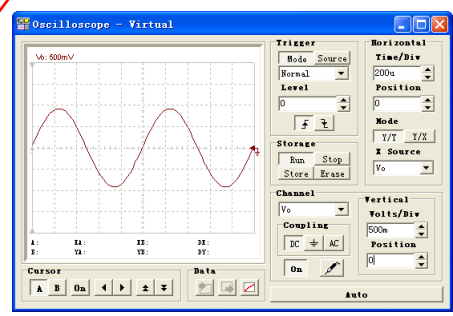 Oscilloscope - Virtual
Vo: 500mV
A: XA: XB: DX:
B: YA: YB: DY:
Cursor
A B On
Data
Trigger
Mode Source
Normal
Level
0
Storage
Run Stop
Store Erase
Horizontal
Time/Div
200u
Position
0
Mode
Y/T Y/X
X Source
Vo
Channel
Vo
Coupling
DC AC
On
Vertical
Volts/Div
500m
Position
0
Auto